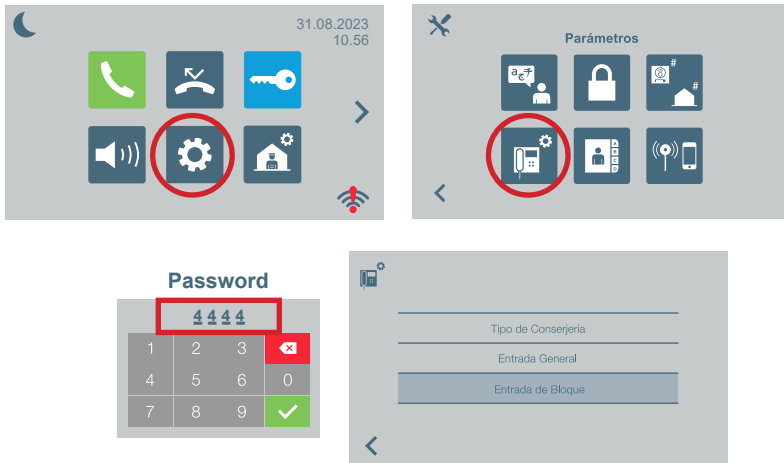 31.08.2023
10.56
Parámetros
Password
4444
1 2 3
4 5 6 0
7 8 9
Tipo de Conserjería
Entrada General
Entrada de Bloque